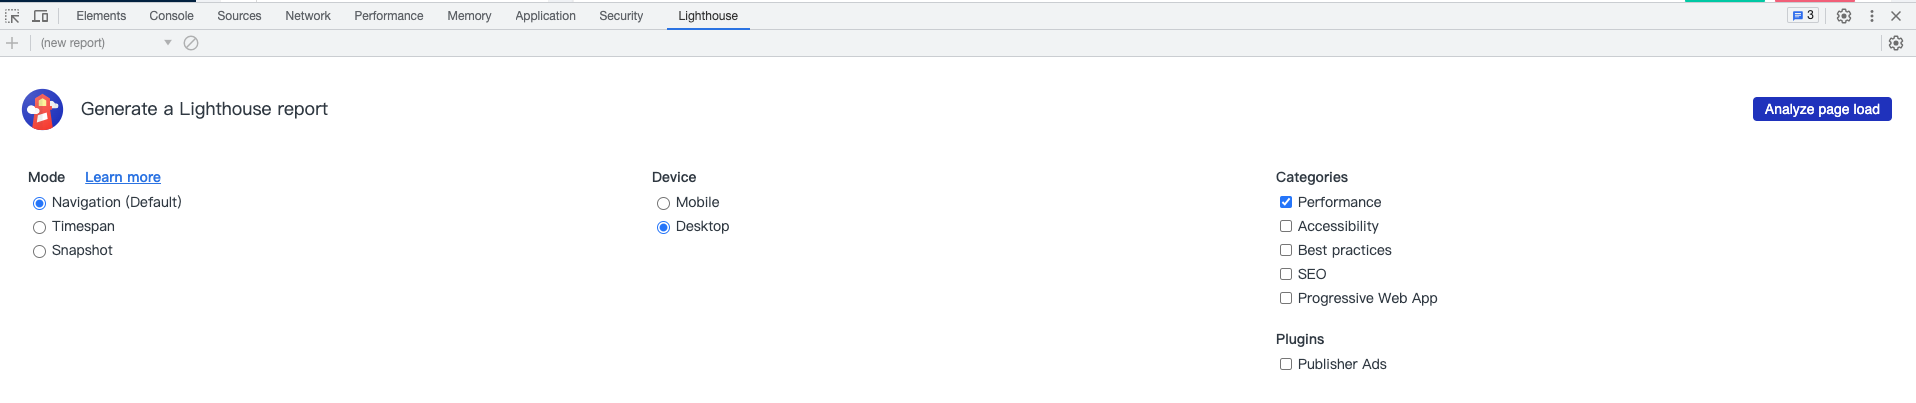 Elements Console Sources Network Performance Memory Application Security Lighthouse 3
(new report)
Generate a Lighthouse report
Analyze page load
Mode Learn more
Navigation (Default)
Timespan
Snapshot
Device
Mobile
Desktop
Categories
Performance
Accessibility
Best practices
SEO
Progressive Web App
Plugins
Publisher Ads